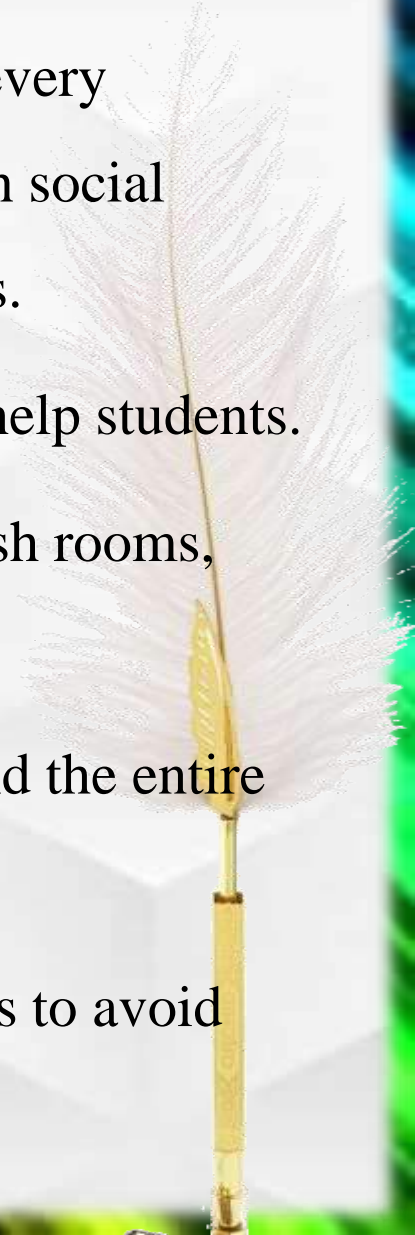 every
n social
s.
help students.
sh rooms,
d the entire
s to avoid